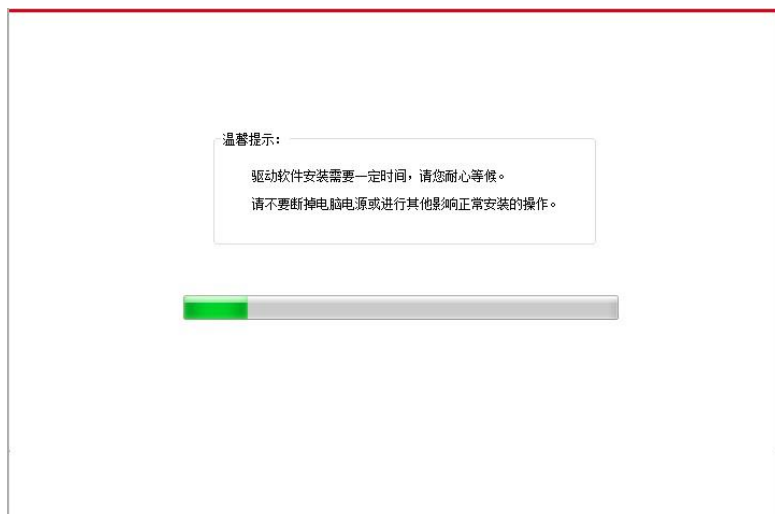 温馨提示：
驱动软件安装需要一定时间，请您耐心等候。
请不要断掉电脑电源或进行其他影响正常安装的操作。